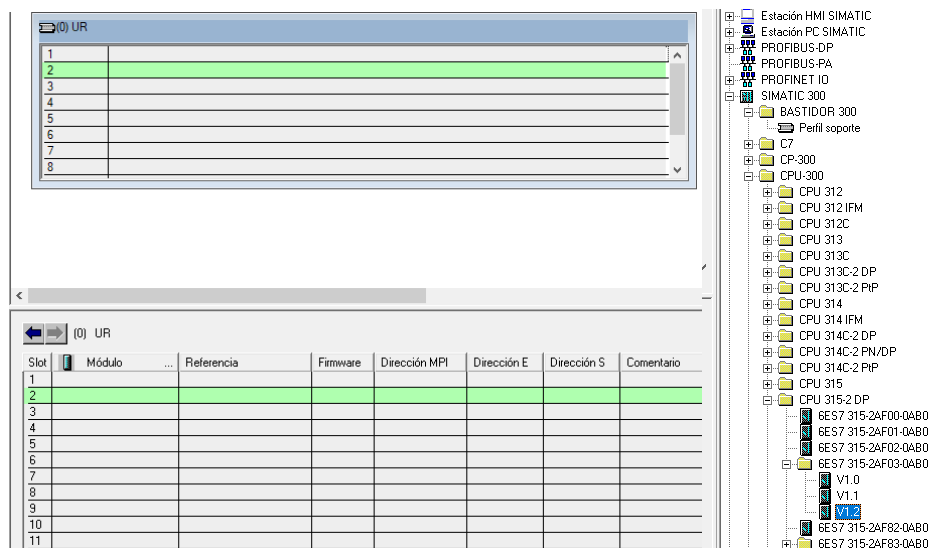 (0) UR
1
2
3
4
5
6
7
8
(0) UR
Slot Módulo ... Referencia Firmware Dirección MPI Dirección E Dirección S Comentario
1
2
3
4
5
6
7
8
9
10
11
Estación HMI SIMATIC
Estación PC SIMATIC
PROFIBUS-DP
PROFIBUS-PA
PROFINET IO
SIMATIC 300
BASTIDOR 300
Perfil soporte
C7
CP-300
CPU-300
CPU 312
CPU 312 IFM
CPU 312C
CPU 313
CPU 313C
CPU 313C-2 DP
CPU 313C-2 PtP
CPU 314
CPU 314 IFM
CPU 314C-2 DP
CPU 314C-2 PN/DP
CPU 314C-2 PtP
CPU 315
CPU 315-2 DP
6ES7 315-2AF00-0AB0
6ES7 315-2AF01-0AB0
6ES7 315-2AF02-0AB0
6ES7 315-2AF03-0AB0
V1.0
V1.1
V1.2
6ES7 315-2AF82-0AB0
6ES7 315-2AF83-0AB0